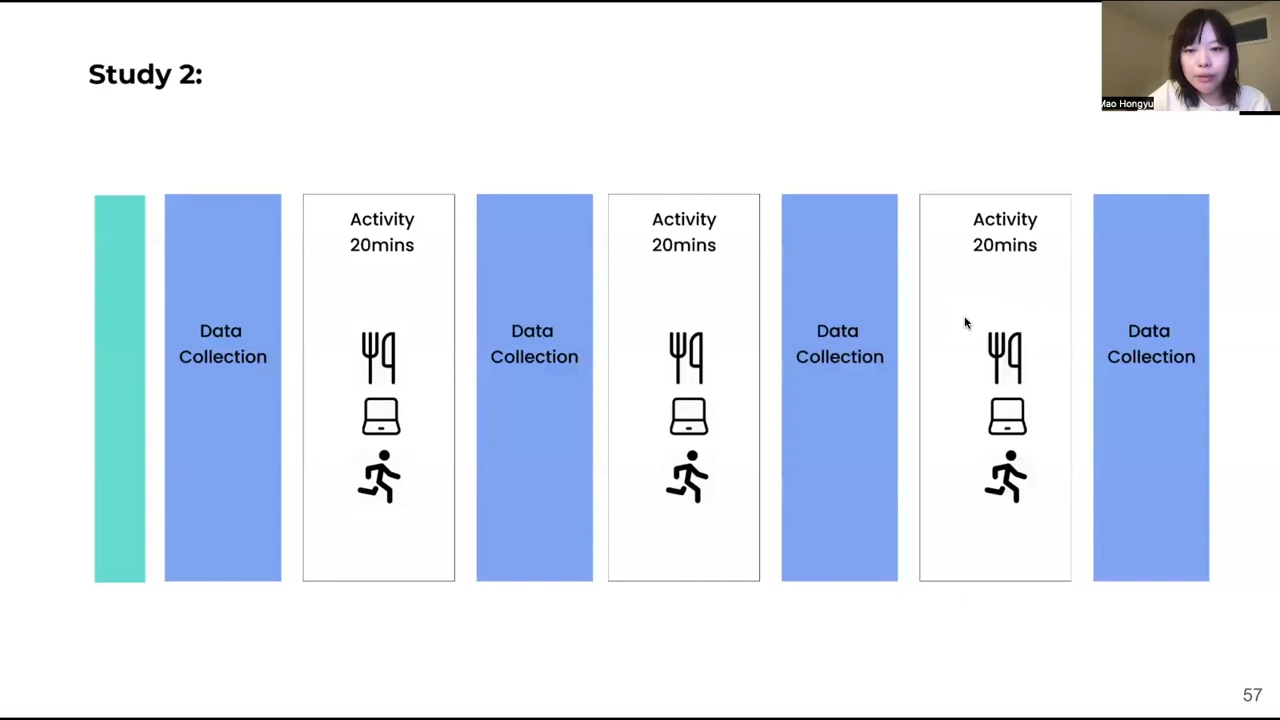 Study 2:
Mao Hongyu
Data
Collection
Activity
20mins
Data
Collection
Activity
20mins
Data
Collection
Activity
20mins
Data
Collection
57